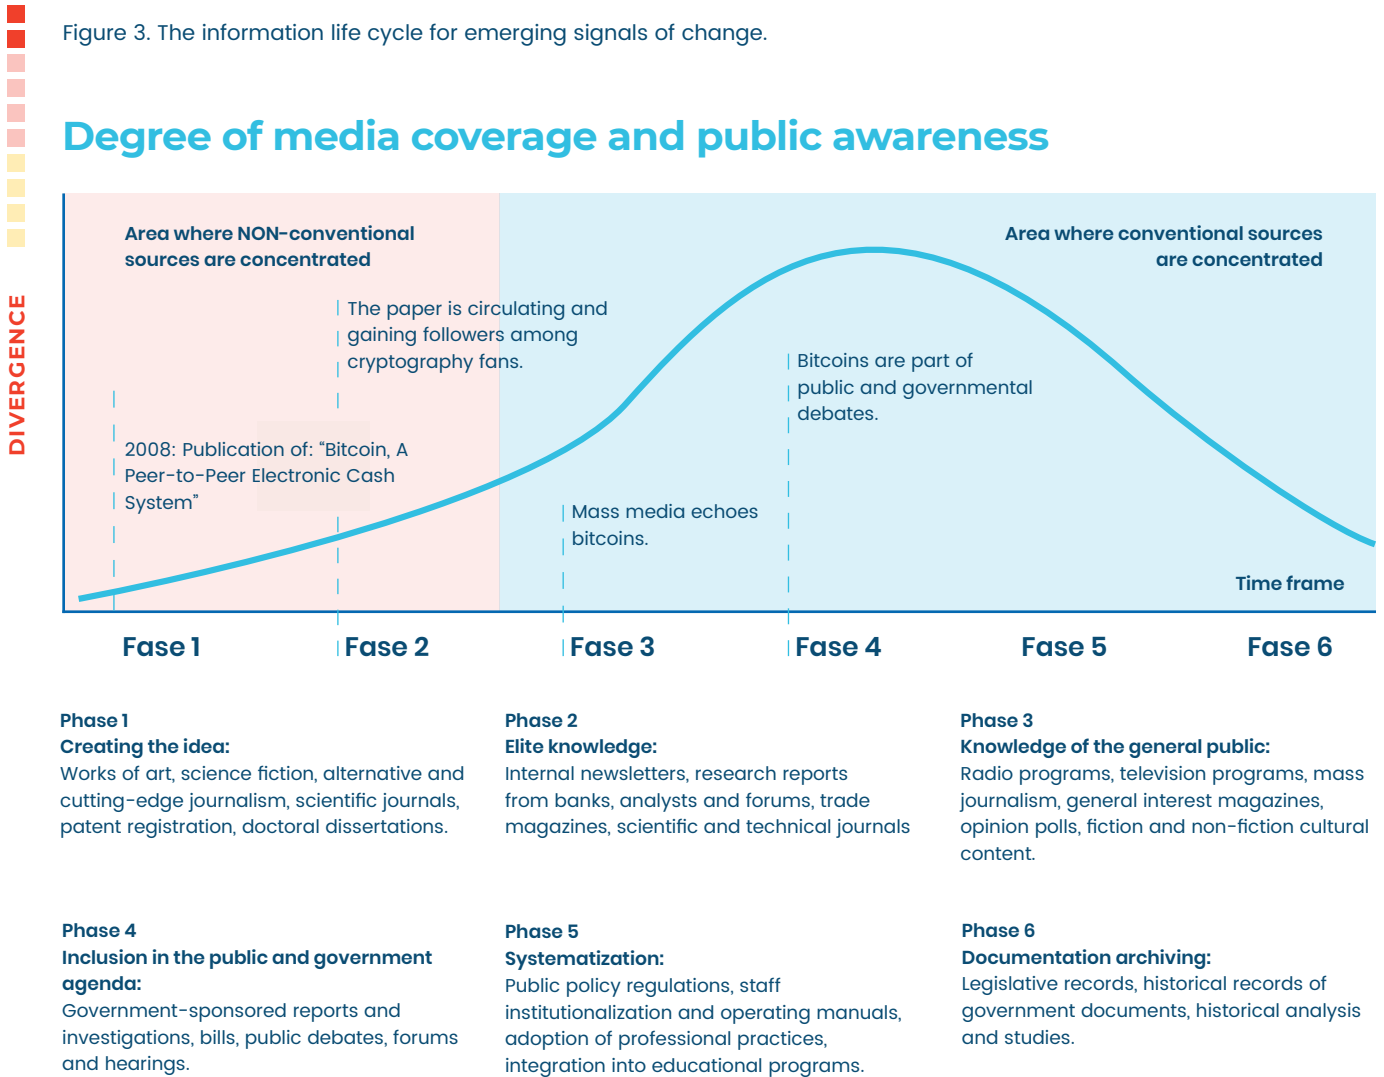 Figure 3. The information life cycle for emerging signals of change.
Degree of media coverage and public awareness
DIVERGENCE
Area where NON-conventional
sources are concentrated
Area where conventional sources
are concentrated
The paper is circulating and
gaining followers among
cryptography fans.
Bitcoins are part of
public and governmental
debates.
2008: Publication of: “Bitcoin, A
Peer-to-Peer Electronic Cash
System”
Mass media echoes
bitcoins.
Time frame
Fase 1
Fase 2
Fase 3
Fase 4
Fase 5
Fase 6
Phase 1
Creating the idea:
Works of art, science fiction, alternative and
cutting-edge journalism, scientific journals,
patent registration, doctoral dissertations.
Phase 2
Elite knowledge:
Internal newsletters, research reports
from banks, analysts and forums, trade
magazines, scientific and technical journals
Phase 3
Knowledge of the general public:
Radio programs, television programs, mass
journalism, general interest magazines,
opinion polls, fiction and non-fiction cultural
content.
Phase 4
Inclusion in the public and government
agenda:
Government-sponsored reports and
investigations, bills, public debates, forums
and hearings.
Phase 5
Systematization:
Public policy regulations, staff
institutionalization and operating manuals,
adoption of professional practices,
integration into educational programs.
Phase 6
Documentation archiving:
Legislative records, historical records of
government documents, historical analysis
and studies.